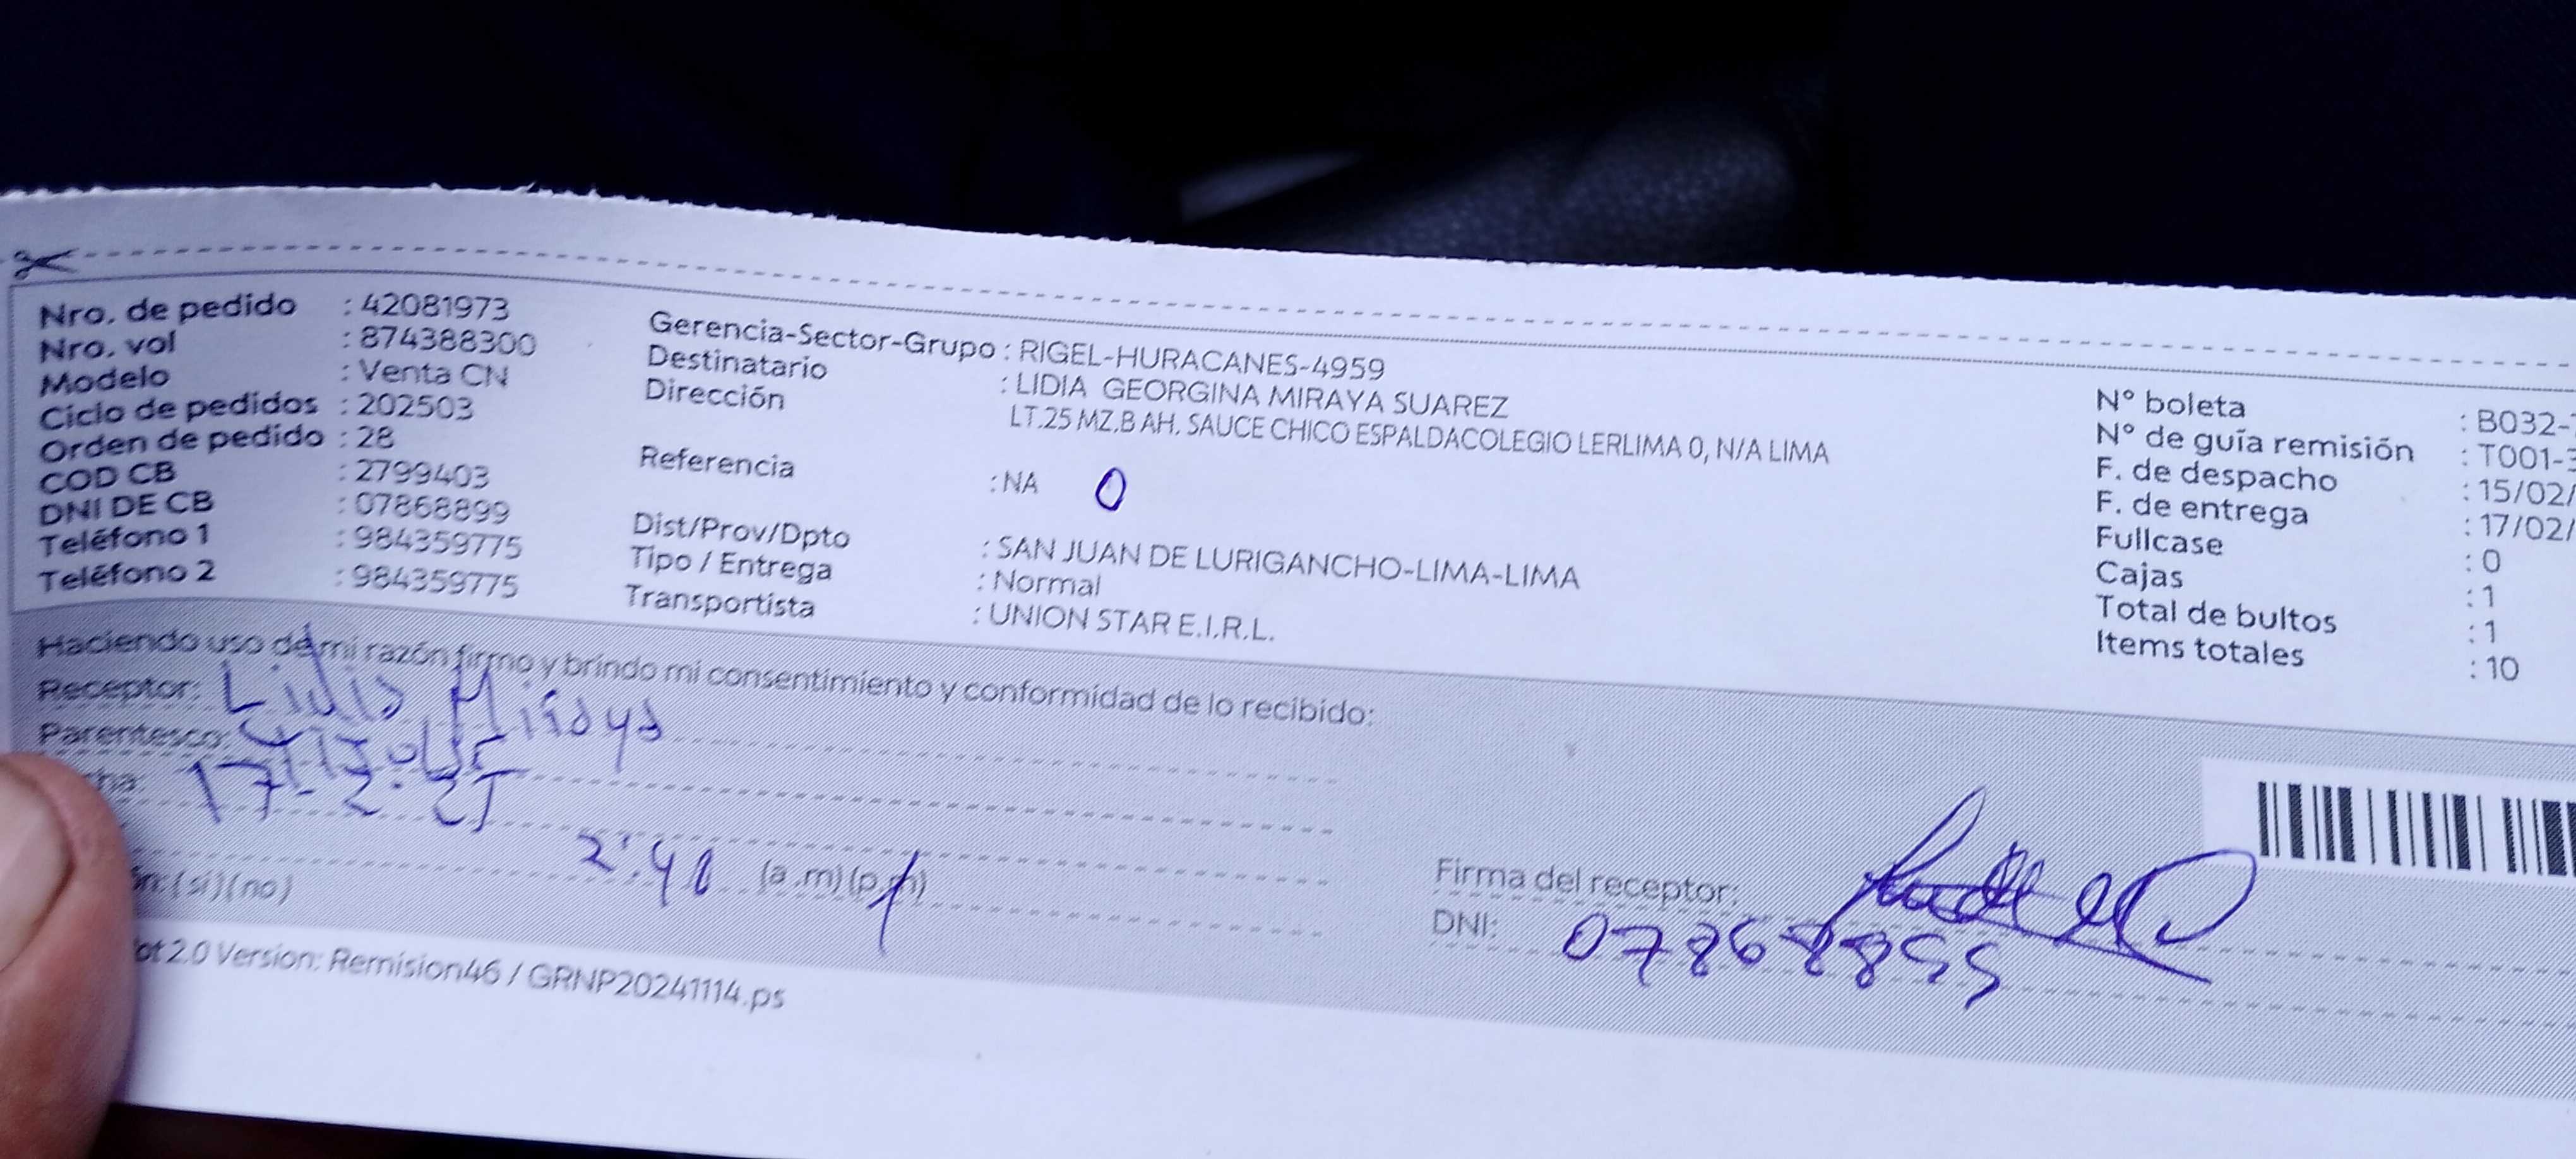 Nro. de pedido : 42081973
Nro. vol : 874388300
Modelo : Venta CN
Ciclo de pedidos : 202503
Orden de pedido : 28
COD CB : 2799403
DNI DE CB : 07868899
Teléfono 1 : 984359775
Teléfono 2 : 984359775
Gerencia-Sector-Grupo : RIGEL-HURACANES-4959
Destinatario : LIDIA GEORGINA MIRAYA SUAREZ
Dirección LT.25 MZ.B AH. SAUCE CHICO ESPALDACOLEGIO LERLIMA 0, N/A LIMA
Referencia : NA 0
Dist/Prov/Dpto : SAN JUAN DE LURIGANCHO-LIMA-LIMA
Tipo / Entrega : Normal
Transportista : UNION STAR E.I.R.L.
N° boleta : B032-
N° de guía remisión : T001-3
F. de despacho : 15/02/
F. de entrega : 17/02/
Fullcase : 0
Cajas : 1
Total de bultos : 1
Items totales : 10
Haciendo uso de mi razón firmo y brindo mi consentimiento y conformidad de lo recibido:
Receptor: Lidia Miraya
Parentesco:
ha: 17-2-25
2:41 (a.m)(p.m)
ón:(si)(no)
Firma del receptor:
DNI: 07868899
ot 2.0 Version: Remision46 / GRNP20241114.ps